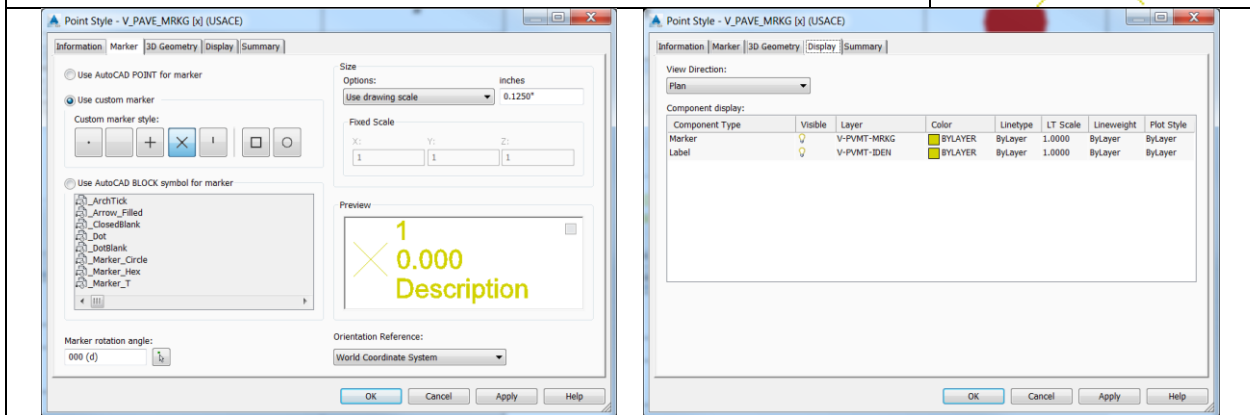 Point Style - V_PAVE_MRKG [x] (USACE)
Information Marker 3D Geometry Display Summary
Use AutoCAD POINT for marker
Use custom marker
Custom marker style:
Use AutoCAD BLOCK symbol for marker
_ArchTick
_Arrow_Filled
_ClosedBlank
_Dot
_DotBlank
_Marker_Circle
_Marker_Hex
_Marker_T
Marker rotation angle:
000 (d)
Size
Options: inches
Use drawing scale 0.1250"
Fixed Scale
X: Y: Z:
1 1 1
Preview
1
0.000
Description
Orientation Reference:
World Coordinate System
OK Cancel Apply Help
Point Style - V_PAVE_MRKG [x] (USACE)
Information Marker 3D Geometry Display Summary
View Direction:
Plan
Component display:
Component Type Visible Layer Color Linetype LT Scale Lineweight Plot Style
Marker V-PVMT-MRKG BYLAYER ByLayer 1.0000 ByLayer ByLayer
Label V-PVMT-IDEN BYLAYER ByLayer 1.0000 ByLayer ByLayer
OK Cancel Apply Help